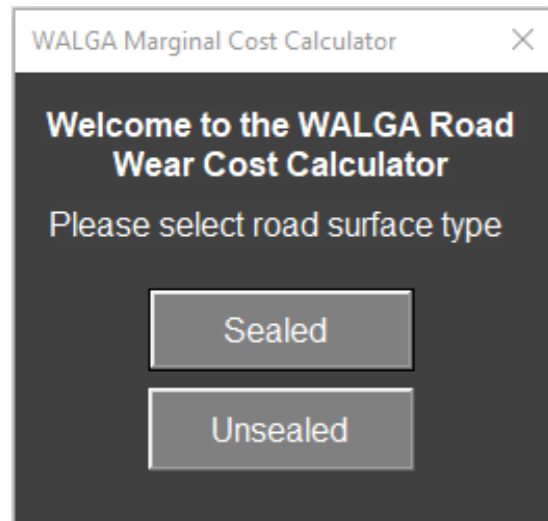 WALGA Marginal Cost Calculator
Welcome to the WALGA Road
Wear Cost Calculator
Please select road surface type
Sealed
Unsealed